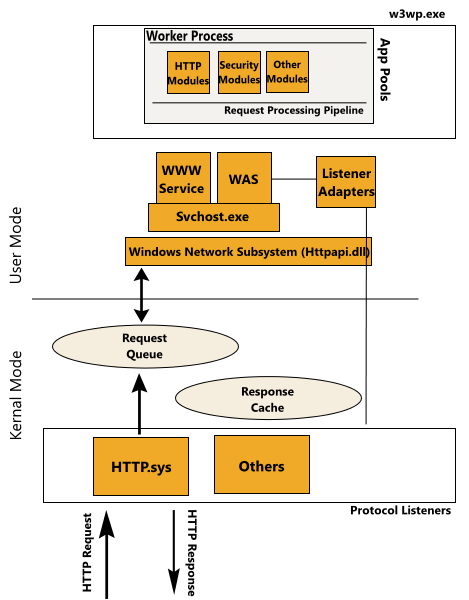 w3wp.exe
Worker Process
App Pools
HTTP
Modules
Security
Modules
Other
Modules
Request Processing Pipeline
WWW
Service
WAS
Listener
Adapters
Svchost.exe
User Mode
Windows Network Subsystem (Httpapi.dll)
Request
Queue
Kernal Mode
Response
Cache
HTTP.sys
Others
Protocol Listeners
HTTP Request
HTTP Response